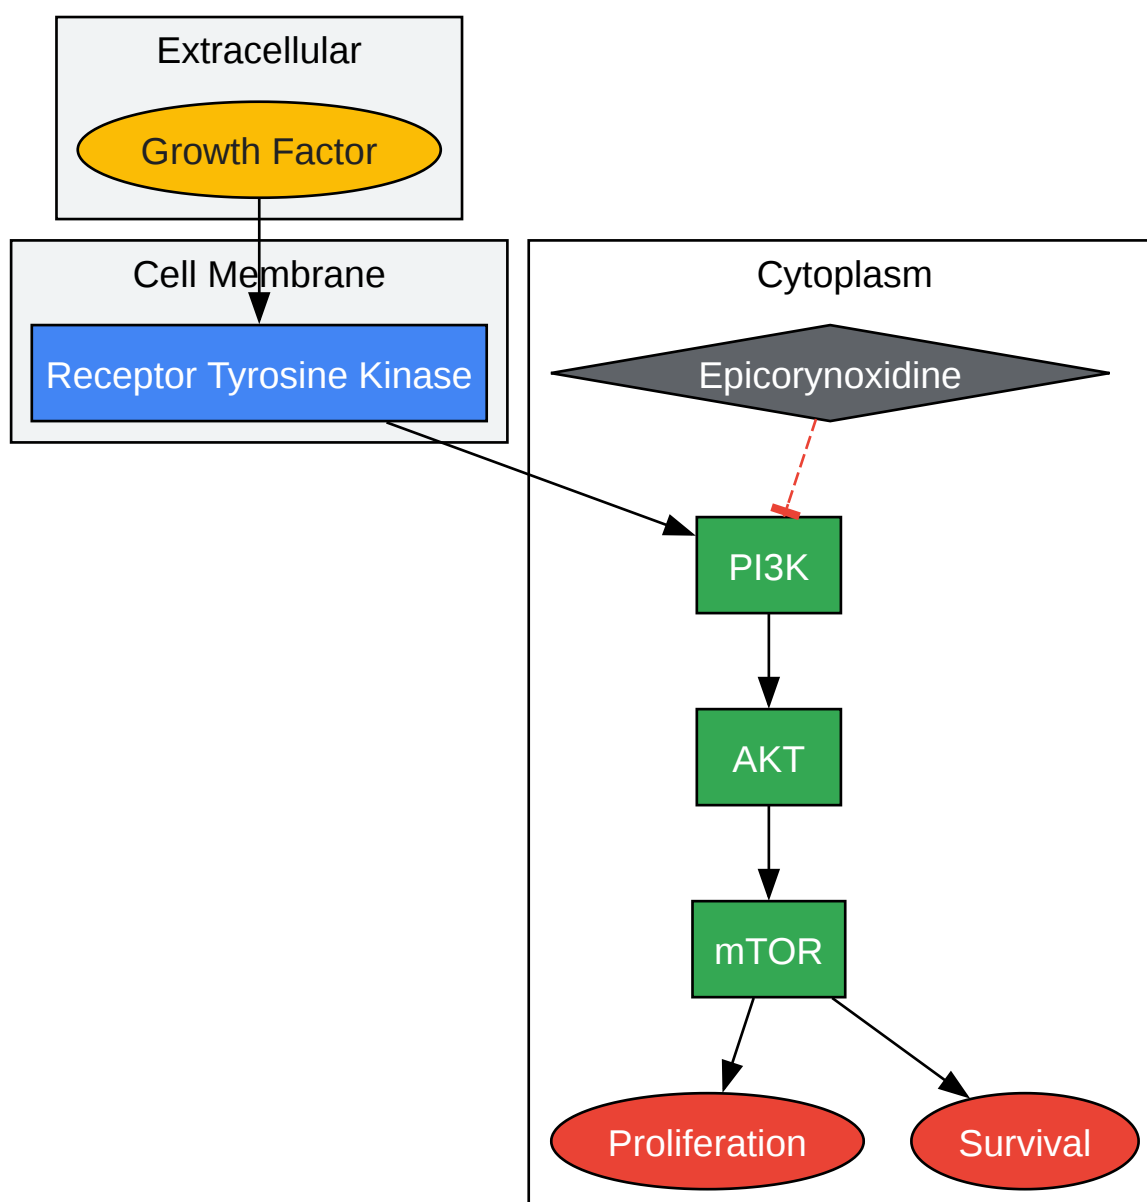 Extracellular
Growth Factor
Cell Membrane
Receptor Tyrosine Kinase
Cytoplasm
Epicorynoxidine
PI3K
AKT
mTOR
Proliferation
Survival